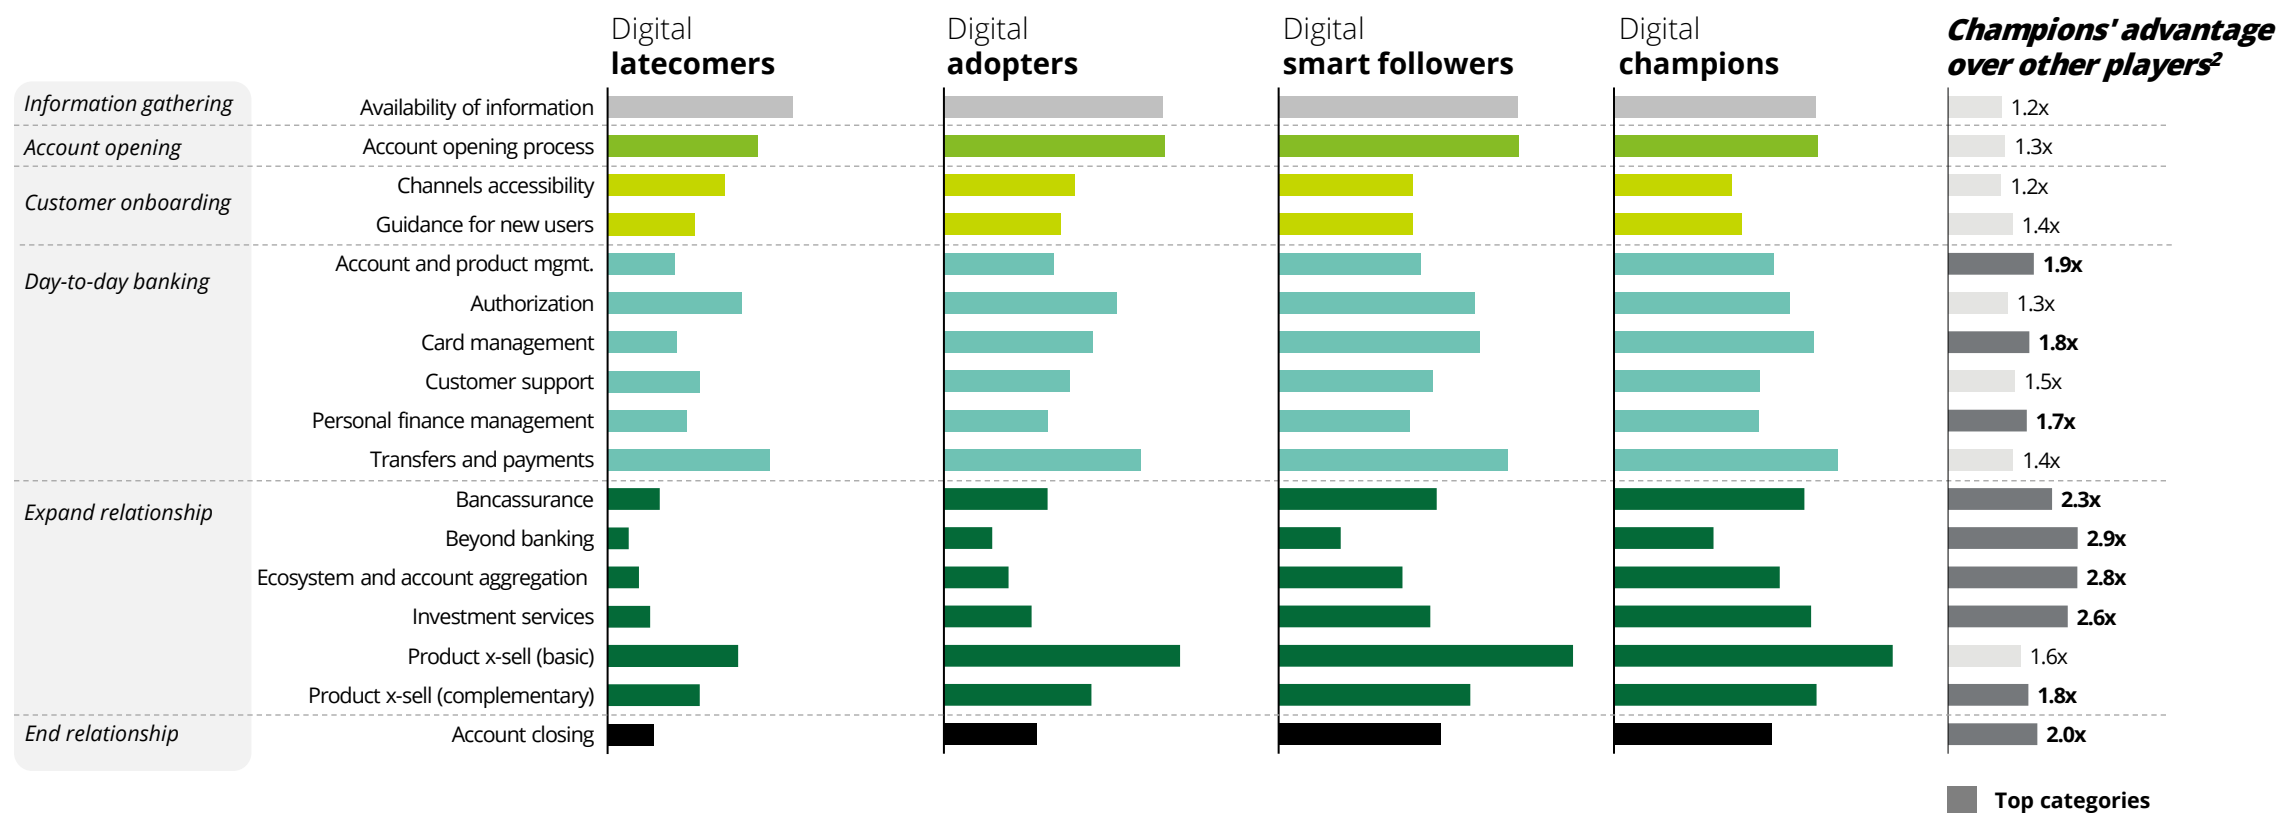 Digital
latecomers
Digital
adopters
Digital
smart followers
Digital
champions
Champions' advantage
over other players²
Information gathering
Availability of information
1.2x
Account opening
Account opening process
1.3x
Customer onboarding
Channels accessibility
1.2x
Guidance for new users
1.4x
Day-to-day banking
Account and product mgmt.
1.9x
Authorization
1.3x
Card management
1.8x
Customer support
1.5x
Personal finance management
1.7x
Transfers and payments
1.4x
Expand relationship
Bancassurance
2.3x
Beyond banking
2.9x
Ecosystem and account aggregation
2.8x
Investment services
2.6x
Product x-sell (basic)
1.6x
Product x-sell (complementary)
1.8x
End relationship
Account closing
2.0x
Top categories